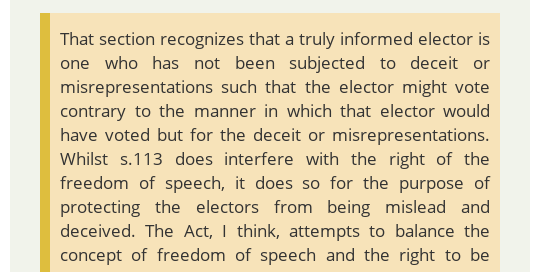 That section recognizes that a truly informed elector is
one who has not been subjected to deceit or
misrepresentations such that the elector might vote
contrary to the manner in which that elector would
have voted but for the deceit or misrepresentations.
Whilst s.113 does interfere with the right of the
freedom of speech, it does so for the purpose of
protecting the electors from being mislead and
deceived. The Act, I think, attempts to balance the
concept of freedom of speech and the right to be